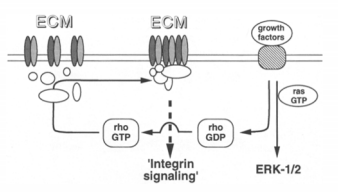 ECM
ECM
growth
factors
ras
GTP
rho
GTP
rho
GDP
'Integrin
signaling'
ERK-1/2